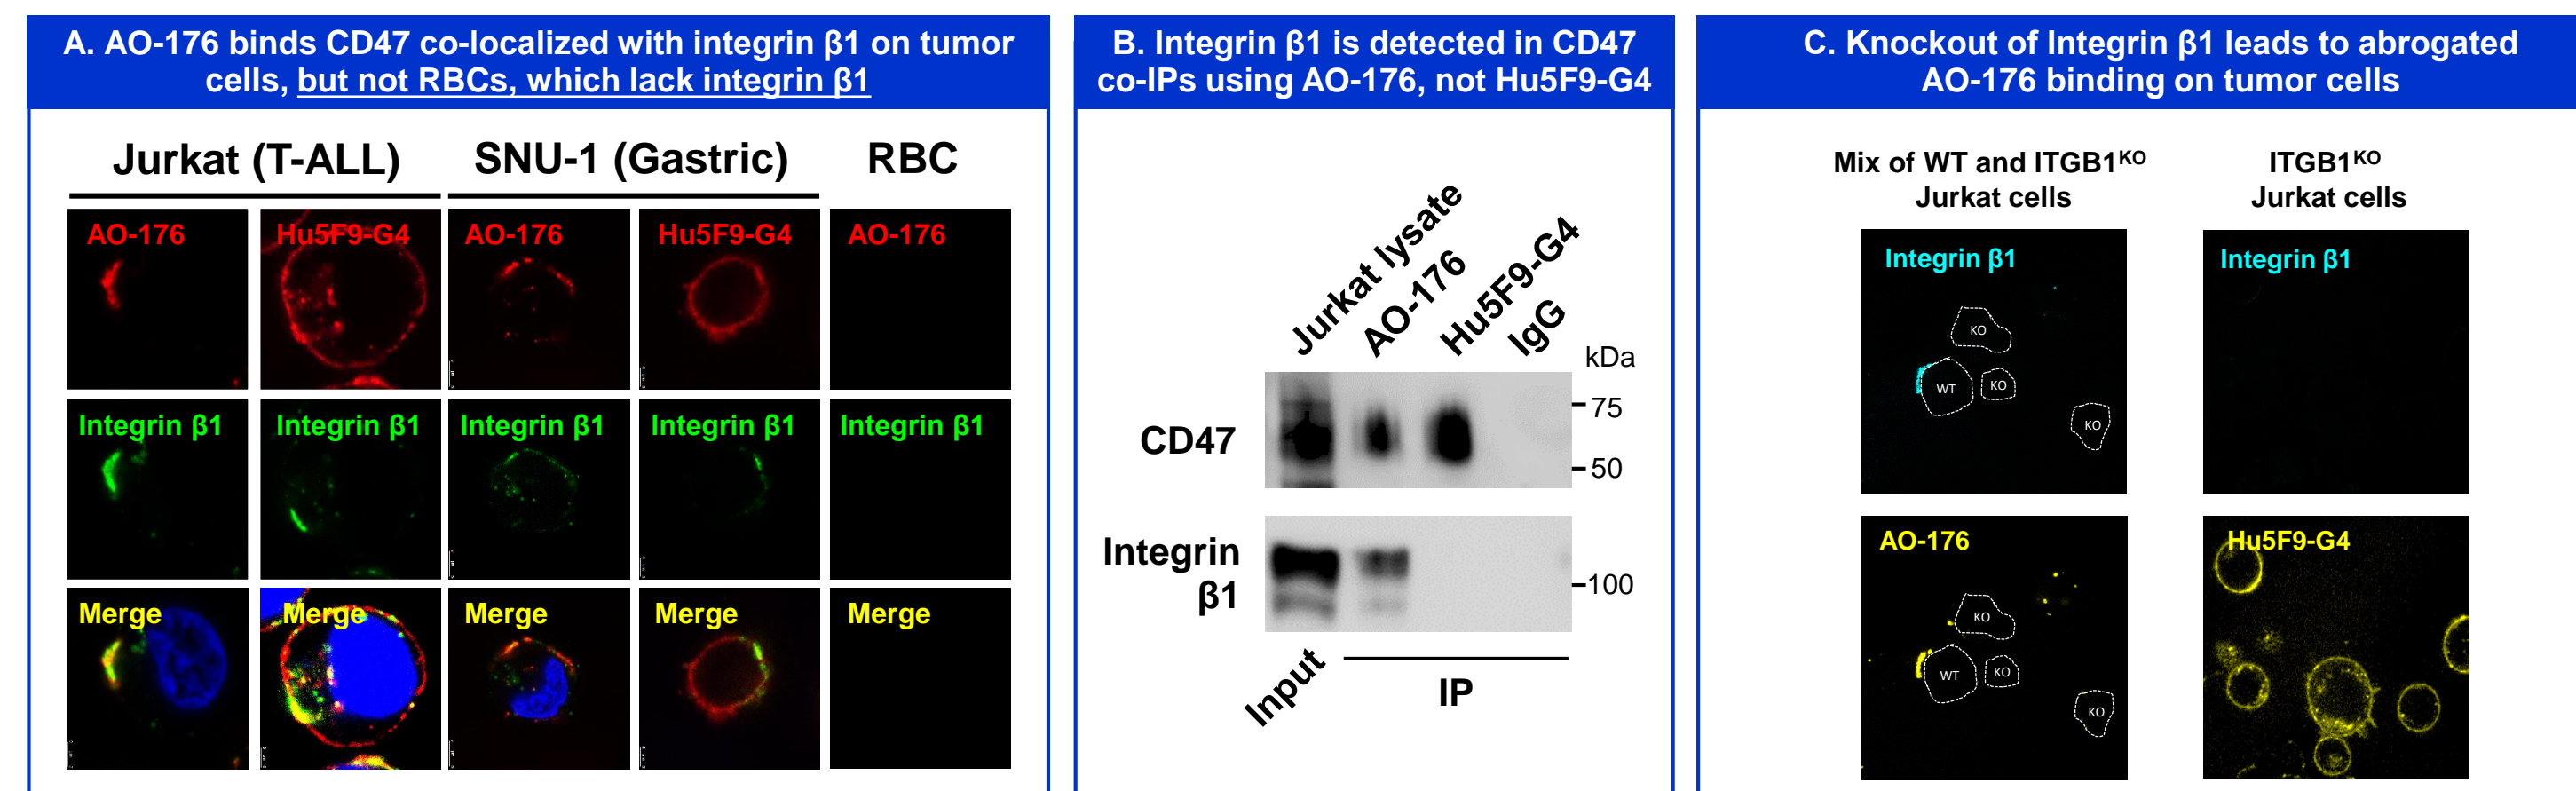 A. AO-176 binds CD47 co-localized with integrin β1 on tumor
cells, but not RBCs, which lack integrin β1
Jurkat (T-ALL)
SNU-1 (Gastric)
RBC
AO-176
Hu5F9-G4
AO-176
Hu5F9-G4
AO-176
Integrin β1
Integrin β1
Integrin β1
Integrin β1
Integrin β1
Merge
Merge
Merge
Merge
Merge
B. Integrin β1 is detected in CD47
co-IPs using AO-176, not Hu5F9-G4
Jurkat lysate
AO-176
Hu5F9-G4
IgG
kDa
75
CD47
50
Integrin
β1
100
Input
IP
C. Knockout of Integrin β1 leads to abrogated
AO-176 binding on tumor cells
Mix of WT and ITGB1KO
Jurkat cells
ITGB1KO
Jurkat cells
Integrin β1
KO
WT
KO
KO
Integrin β1
AO-176
KO
WT
KO
KO
Hu5F9-G4